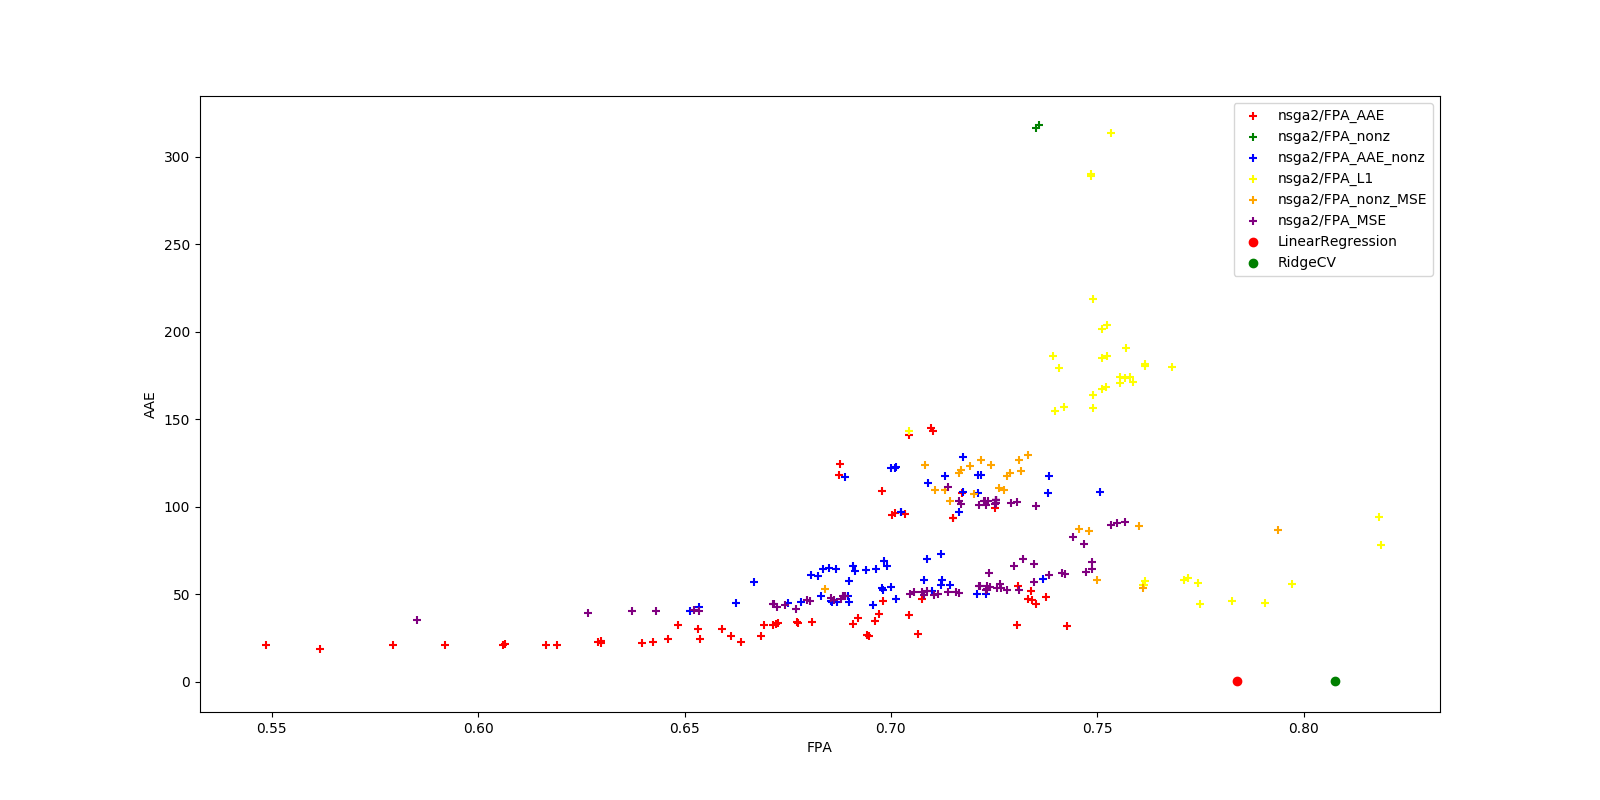 nsga2/FPA_AAE
nsga2/FPA_nonz
nsga2/FPA_AAE_nonz
nsga2/FPA_L1
nsga2/FPA_nonz_MSE
nsga2/FPA_MSE
LinearRegression
RidgeCV
AAE
300
250
200
150
100
50
0
0.55 0.60 0.65 0.70 0.75 0.80
FPA